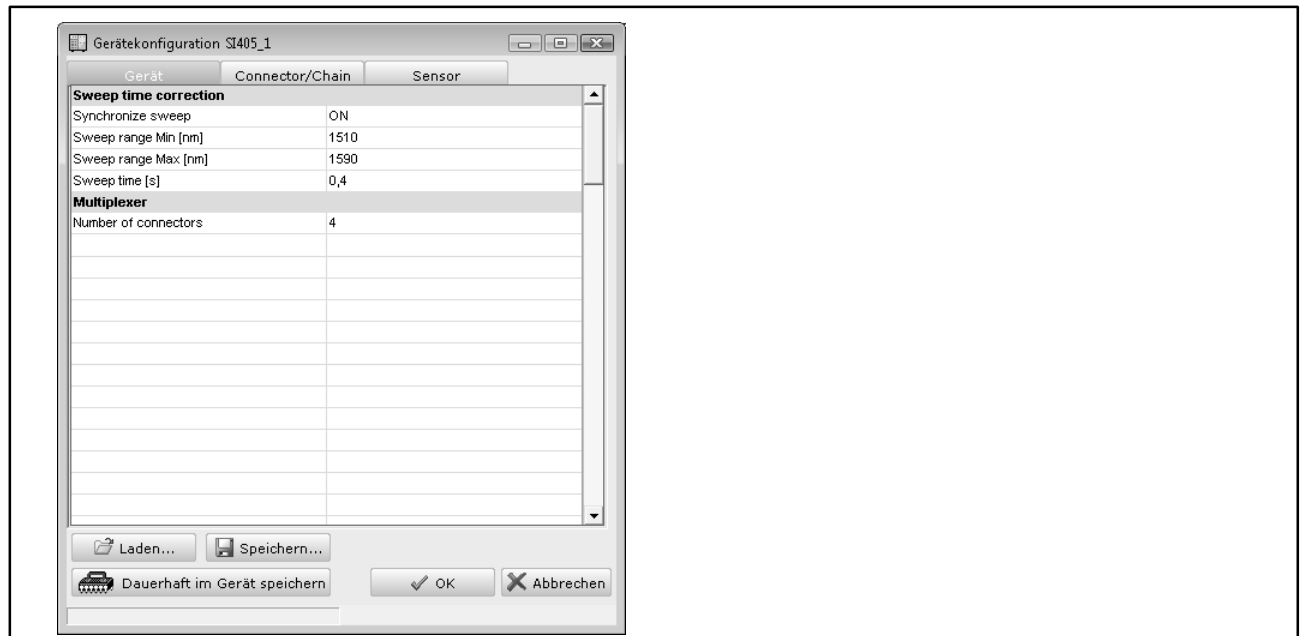 Gerätekonfiguration SI405_1
Gerät Connector/Chain Sensor
Sweep time correction
Synchronize sweep ON
Sweep range Min [nm] 1510
Sweep range Max [nm] 1590
Sweep time [s] 0,4
Multiplexer
Number of connectors 4
Laden... Speichern...
Dauerhaft im Gerät speichern OK Abbrechen